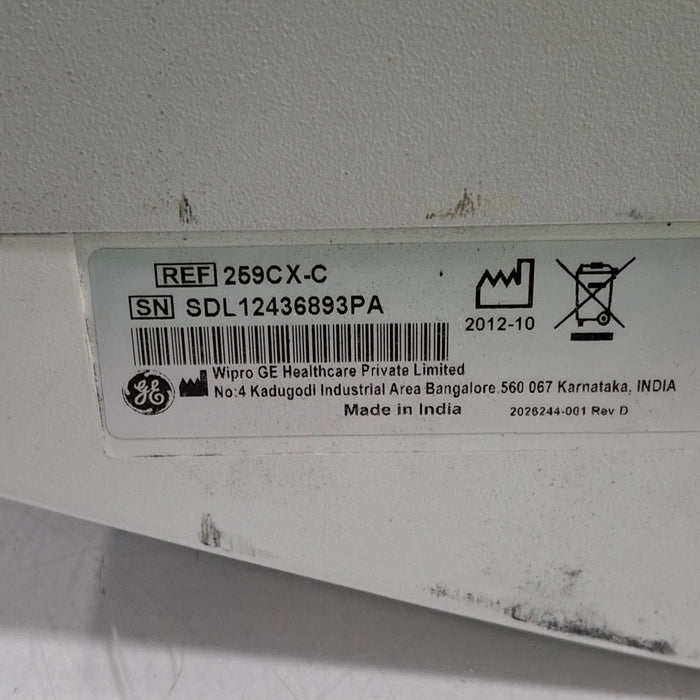 REF 259CX-C
SN SDL12436893PA
2012-10
GE
Wipro GE Healthcare Private Limited
No:4 Kadugodi Industrial Area Bangalore.560 067 Karnataka, INDIA
Made in India
2026244-001 Rev D